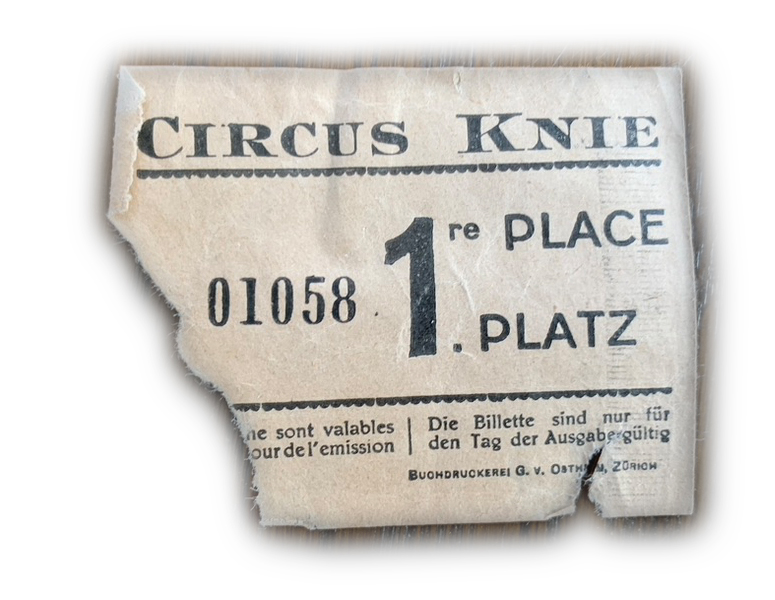 CIRCUS KNIE
1re PLACE
01058
1. PLATZ
ne sont valables
our de l'emission
Die Billette sind nur für
den Tag der Ausgabe gültig
BUCHDRUCKEREI G. V. ZÜRICH